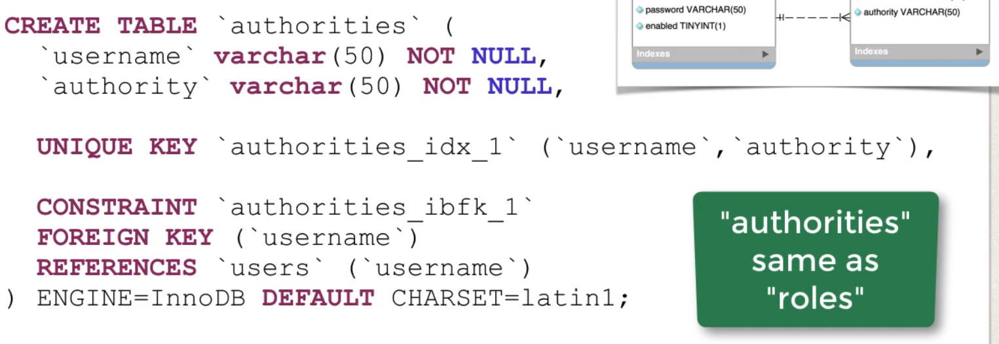 CREATE TABLE `authorities` (
`username` varchar(50) NOT NULL,
`authority` varchar(50) NOT NULL,
UNIQUE KEY `authorities_idx_1` (`username`,`authority`),
CONSTRAINT `authorities_ibfk_1`
FOREIGN KEY (`username`)
REFERENCES `users` (`username`)
) ENGINE=InnoDB DEFAULT CHARSET=latin1;
password VARCHAR(50)
enabled TINYINT(1)
Indexes
authority VARCHAR(50)
Indexes
"authorities"
same as
"roles"